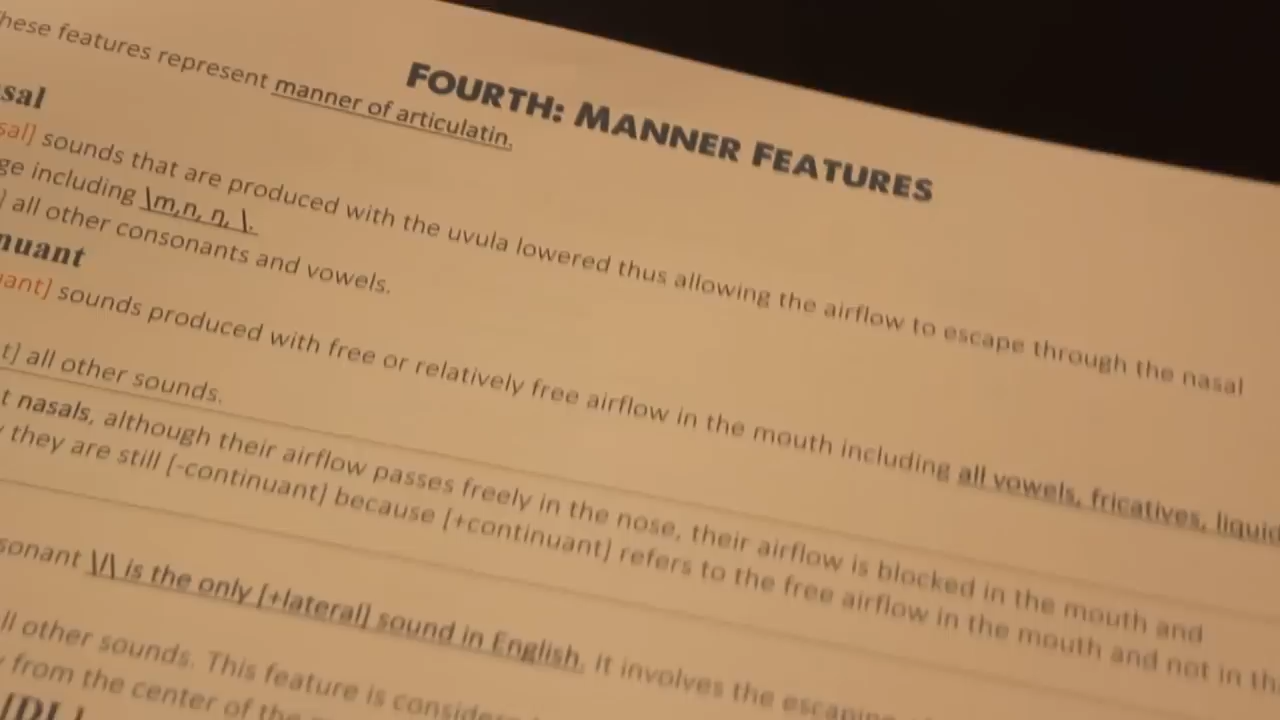 FOURTH: MANNER FEATURES
hese features represent manner of articulatin.
sal
sal] sounds that are produced with the uvula lowered thus allowing the airflow to escape through the nasal
ge including \m,n, ŋ, \.
] all other consonants and vowels.
nuant
uant] sounds produced with free or relatively free airflow in the mouth including all vowels, fricatives, liquid
t] all other sounds.
t nasals, although their airflow passes freely in the nose, their airflow is blocked in the mouth and
y they are still [-continuant] because [+continuant] refers to the free airflow in the mouth and not in th
sonant \l\ is the only [+lateral] sound in English. It involves the escaping
ll other sounds. This feature is consider
y from the center of the
[DL]